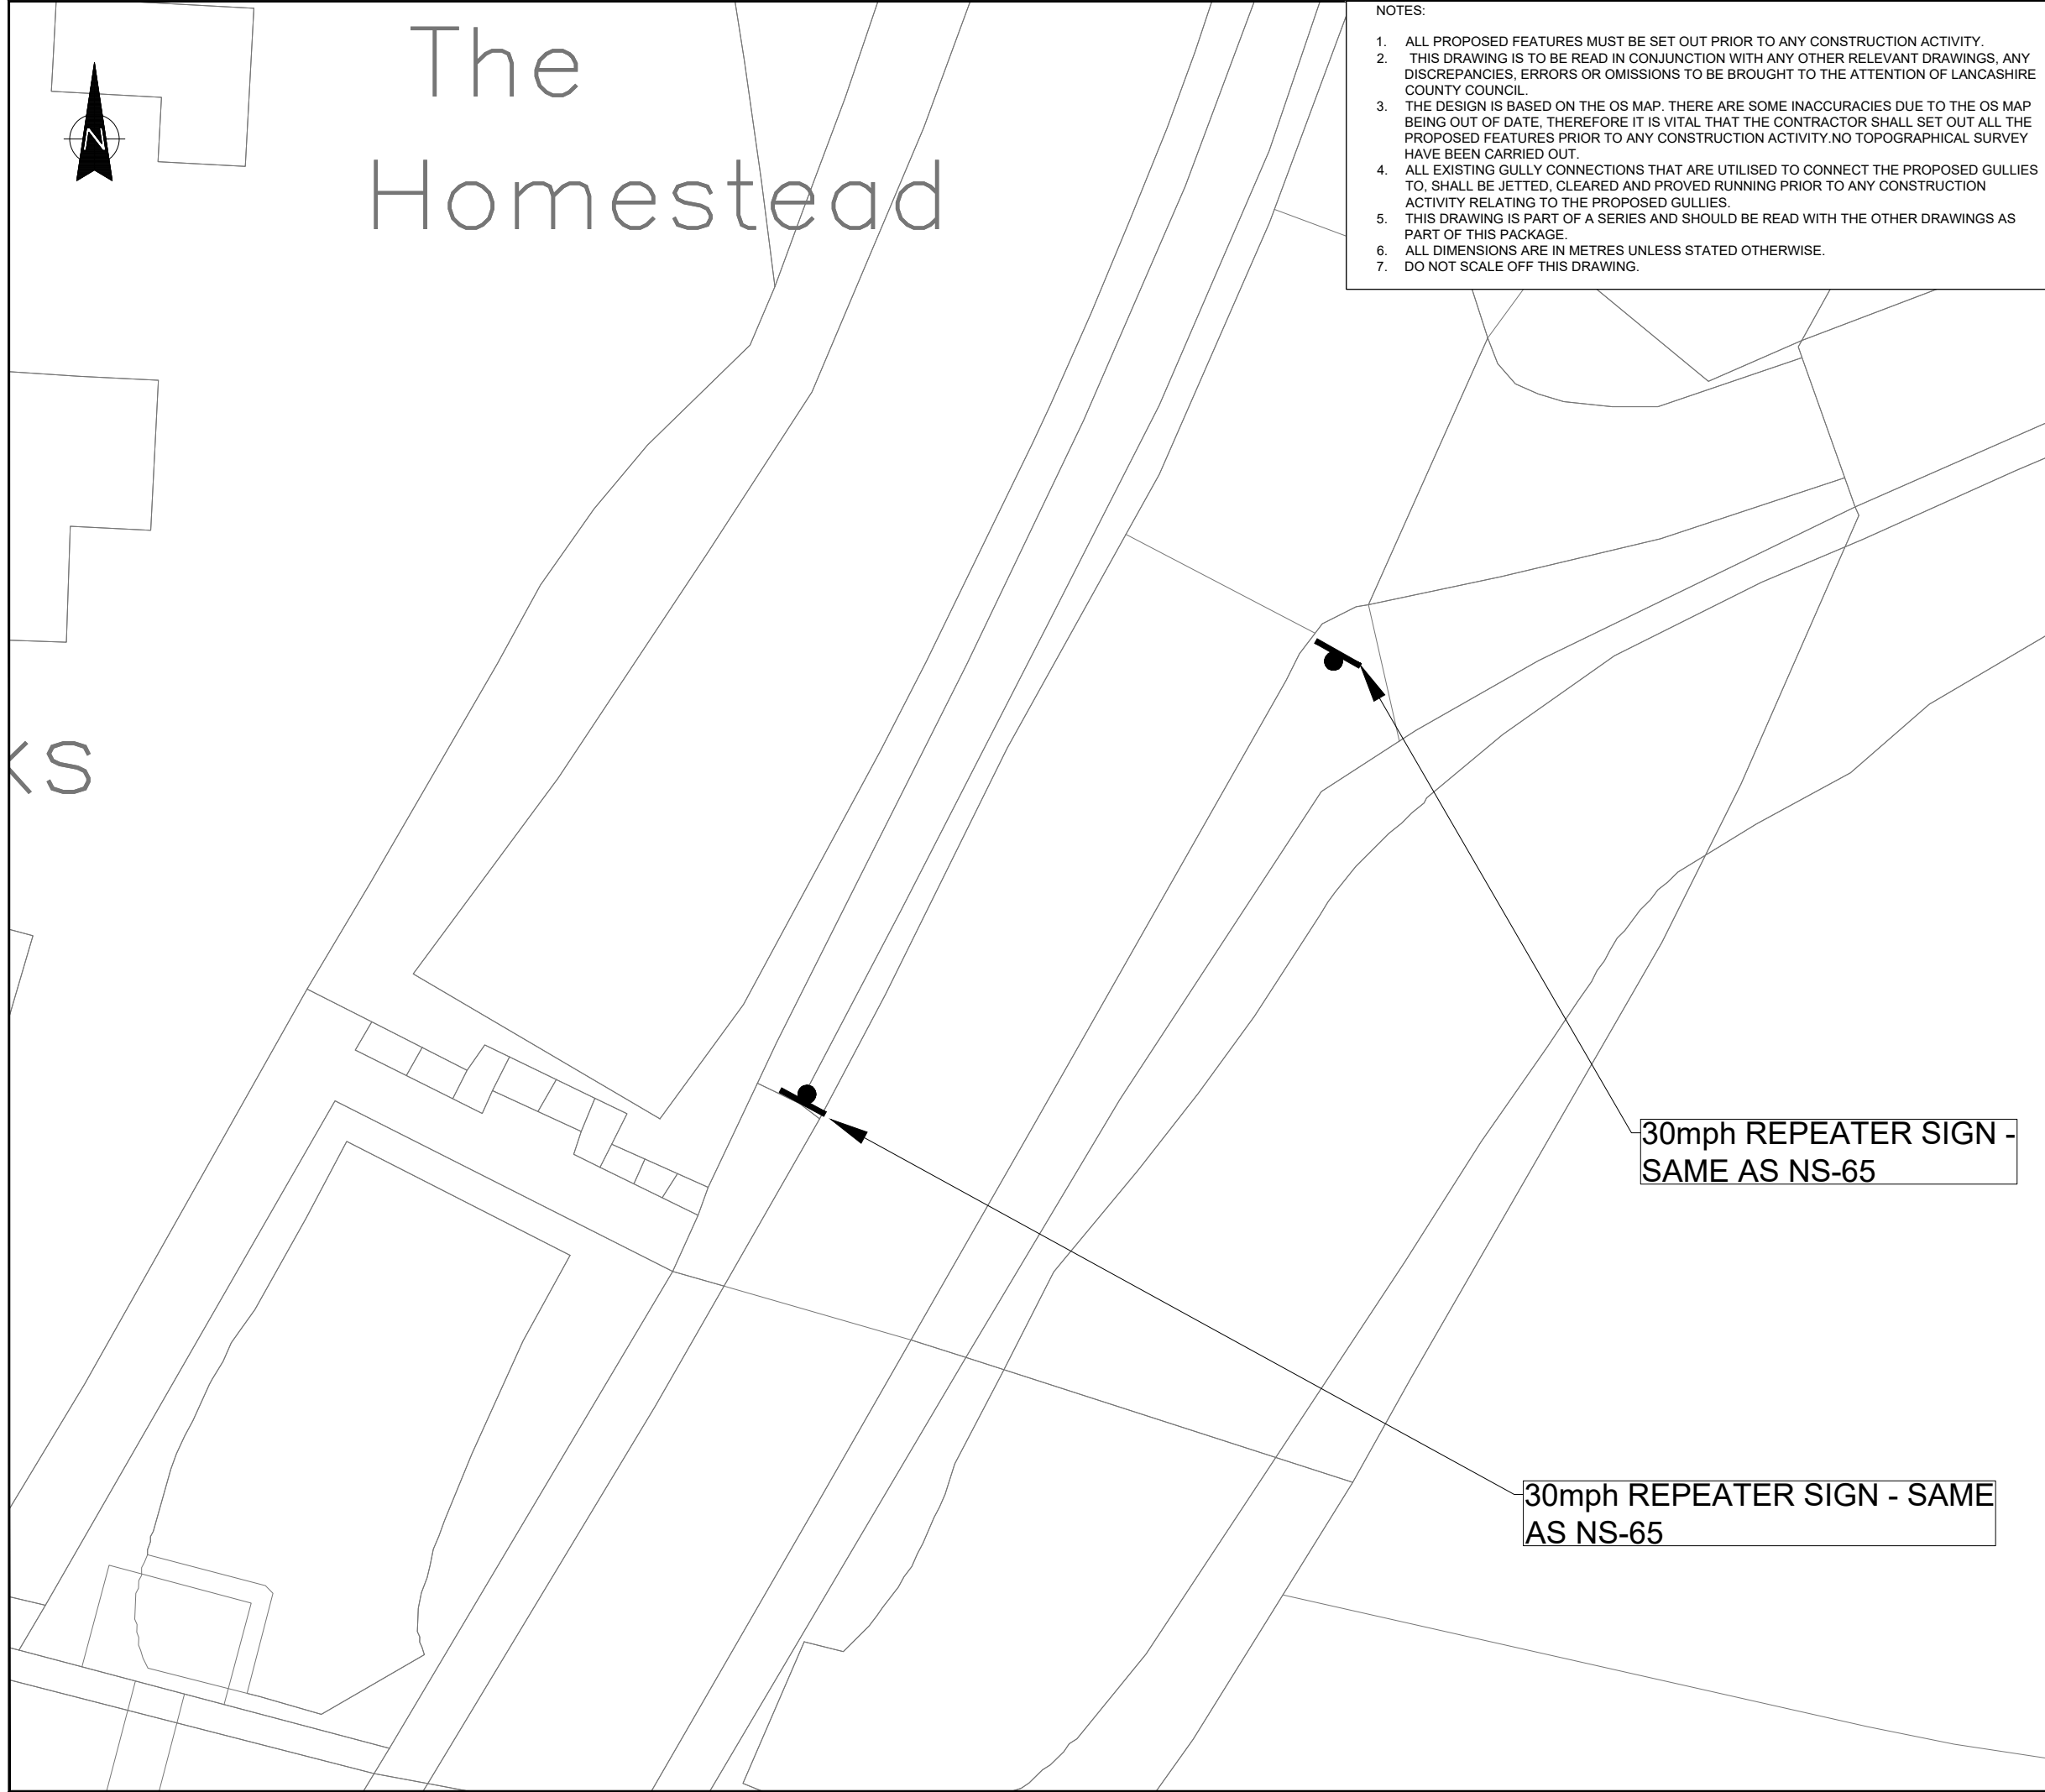 The
Homestead
N
ks
NOTES:
1. ALL PROPOSED FEATURES MUST BE SET OUT PRIOR TO ANY CONSTRUCTION ACTIVITY.
2. THIS DRAWING IS TO BE READ IN CONJUNCTION WITH ANY OTHER RELEVANT DRAWINGS, ANY
DISCREPANCIES, ERRORS OR OMISSIONS TO BE BROUGHT TO THE ATTENTION OF LANCASHIRE
COUNTY COUNCIL.
3. THE DESIGN IS BASED ON THE OS MAP. THERE ARE SOME INACCURACIES DUE TO THE OS MAP
BEING OUT OF DATE, THEREFORE IT IS VITAL THAT THE CONTRACTOR SHALL SET OUT ALL THE
PROPOSED FEATURES PRIOR TO ANY CONSTRUCTION ACTIVITY.NO TOPOGRAPHICAL SURVEY
HAVE BEEN CARRIED OUT.
4. ALL EXISTING GULLY CONNECTIONS THAT ARE UTILISED TO CONNECT THE PROPOSED GULLIES
TO, SHALL BE JETTED, CLEARED AND PROVED RUNNING PRIOR TO ANY CONSTRUCTION
ACTIVITY RELATING TO THE PROPOSED GULLIES.
5. THIS DRAWING IS PART OF A SERIES AND SHOULD BE READ WITH THE OTHER DRAWINGS AS
PART OF THIS PACKAGE.
6. ALL DIMENSIONS ARE IN METRES UNLESS STATED OTHERWISE.
7. DO NOT SCALE OFF THIS DRAWING.
30mph REPEATER SIGN -
SAME AS NS-65
30mph REPEATER SIGN - SAME
AS NS-65